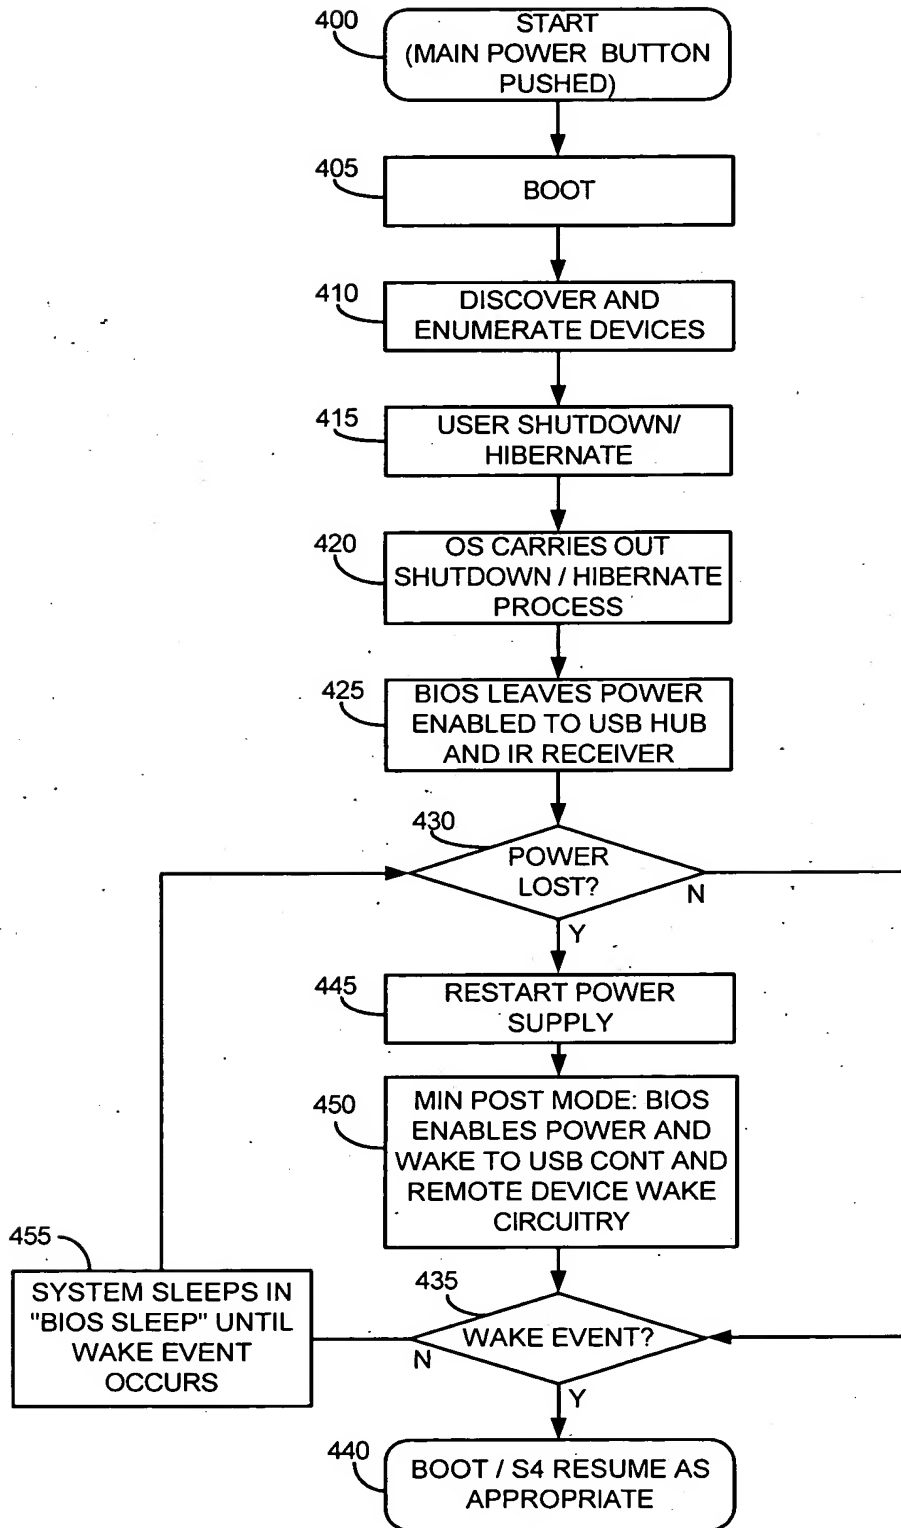 400
START
(MAIN POWER BUTTON
PUSHED)
405
BOOT
410
DISCOVER AND
ENUMERATE DEVICES
415
USER SHUTDOWN/
HIBERNATE
420
OS CARRIES OUT
SHUTDOWN / HIBERNATE
PROCESS
425
BIOS LEAVES POWER
ENABLED TO USB HUB
AND IR RECEIVER
430
POWER
LOST?
N
Y
445
RESTART POWER
SUPPLY
450
MIN POST MODE: BIOS
ENABLES POWER AND
WAKE TO USB CONT AND
REMOTE DEVICE WAKE
CIRCUITRY
455
SYSTEM SLEEPS IN
"BIOS SLEEP" UNTIL
WAKE EVENT
OCCURS
435
WAKE EVENT?
N
Y
440
BOOT / S4 RESUME AS
APPROPRIATE